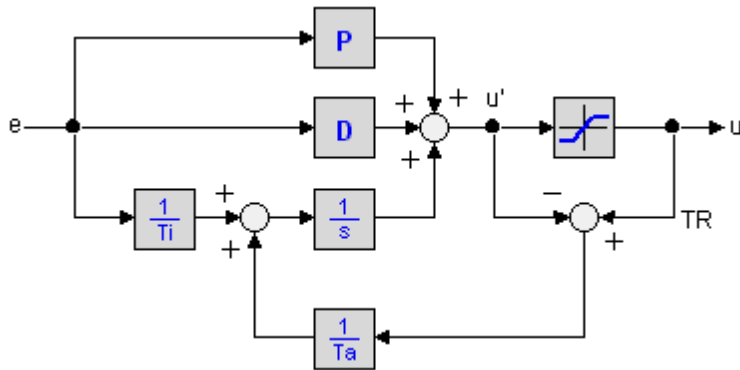 P
+ + u'
e D u
+
+ 1 Ti + 1 s − TR
+
1 Ta